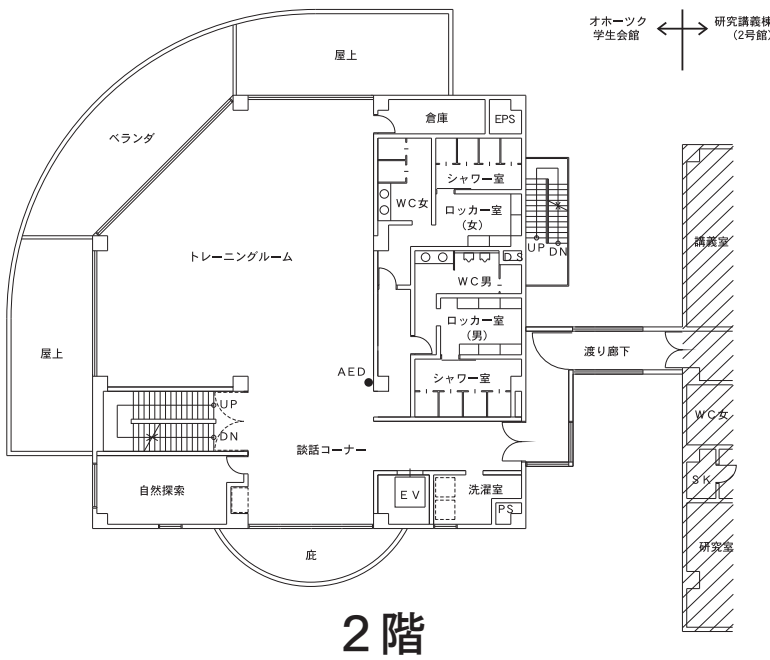 オホーツク
学生会館
研究講義棟
(2号館)
屋上
倉庫
EPS
ベランダ
シャワー室
WC女
ロッカー室
(女)
UP
DN
講義室
トレーニングルーム
DS
WC男
ロッカー室
(男)
屋上
渡り廊下
AED
シャワー室
UP
WC女
DN
談話コーナー
自然探索
EV
洗濯室
SK
PS
研究室
庇
2階